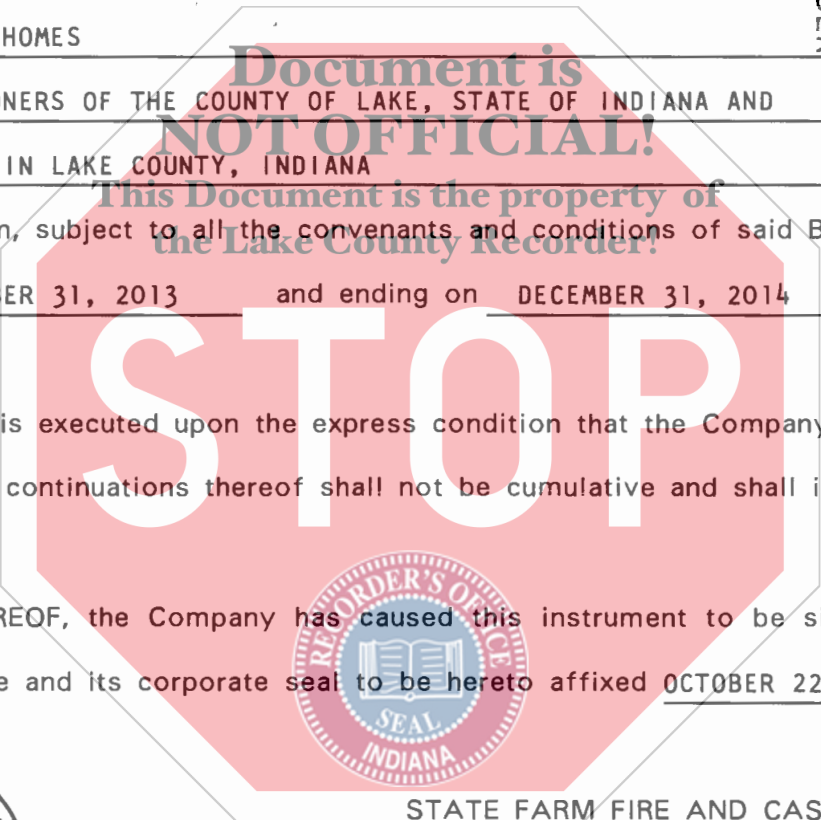 HOMES
Document is
NERS OF THE COUNTY OF LAKE, STATE OF INDIANA AND
NOT OFFICIAL!
IN LAKE COUNTY, INDIANA
This Document is the property of
n, subject to all the convenants and conditions of said B
the Lake County Recorder!
ER 31, 2013 and ending on DECEMBER 31, 2014
STOP
is executed upon the express condition that the Company
continuations thereof shall not be cumulative and shall i
REOF, the Company has caused this instrument to be si
e and its corporate seal to be hereto affixed OCTOBER 22
RECORDER'S OFFICE
SEAL
INDIANA
STATE FARM FIRE AND CAS